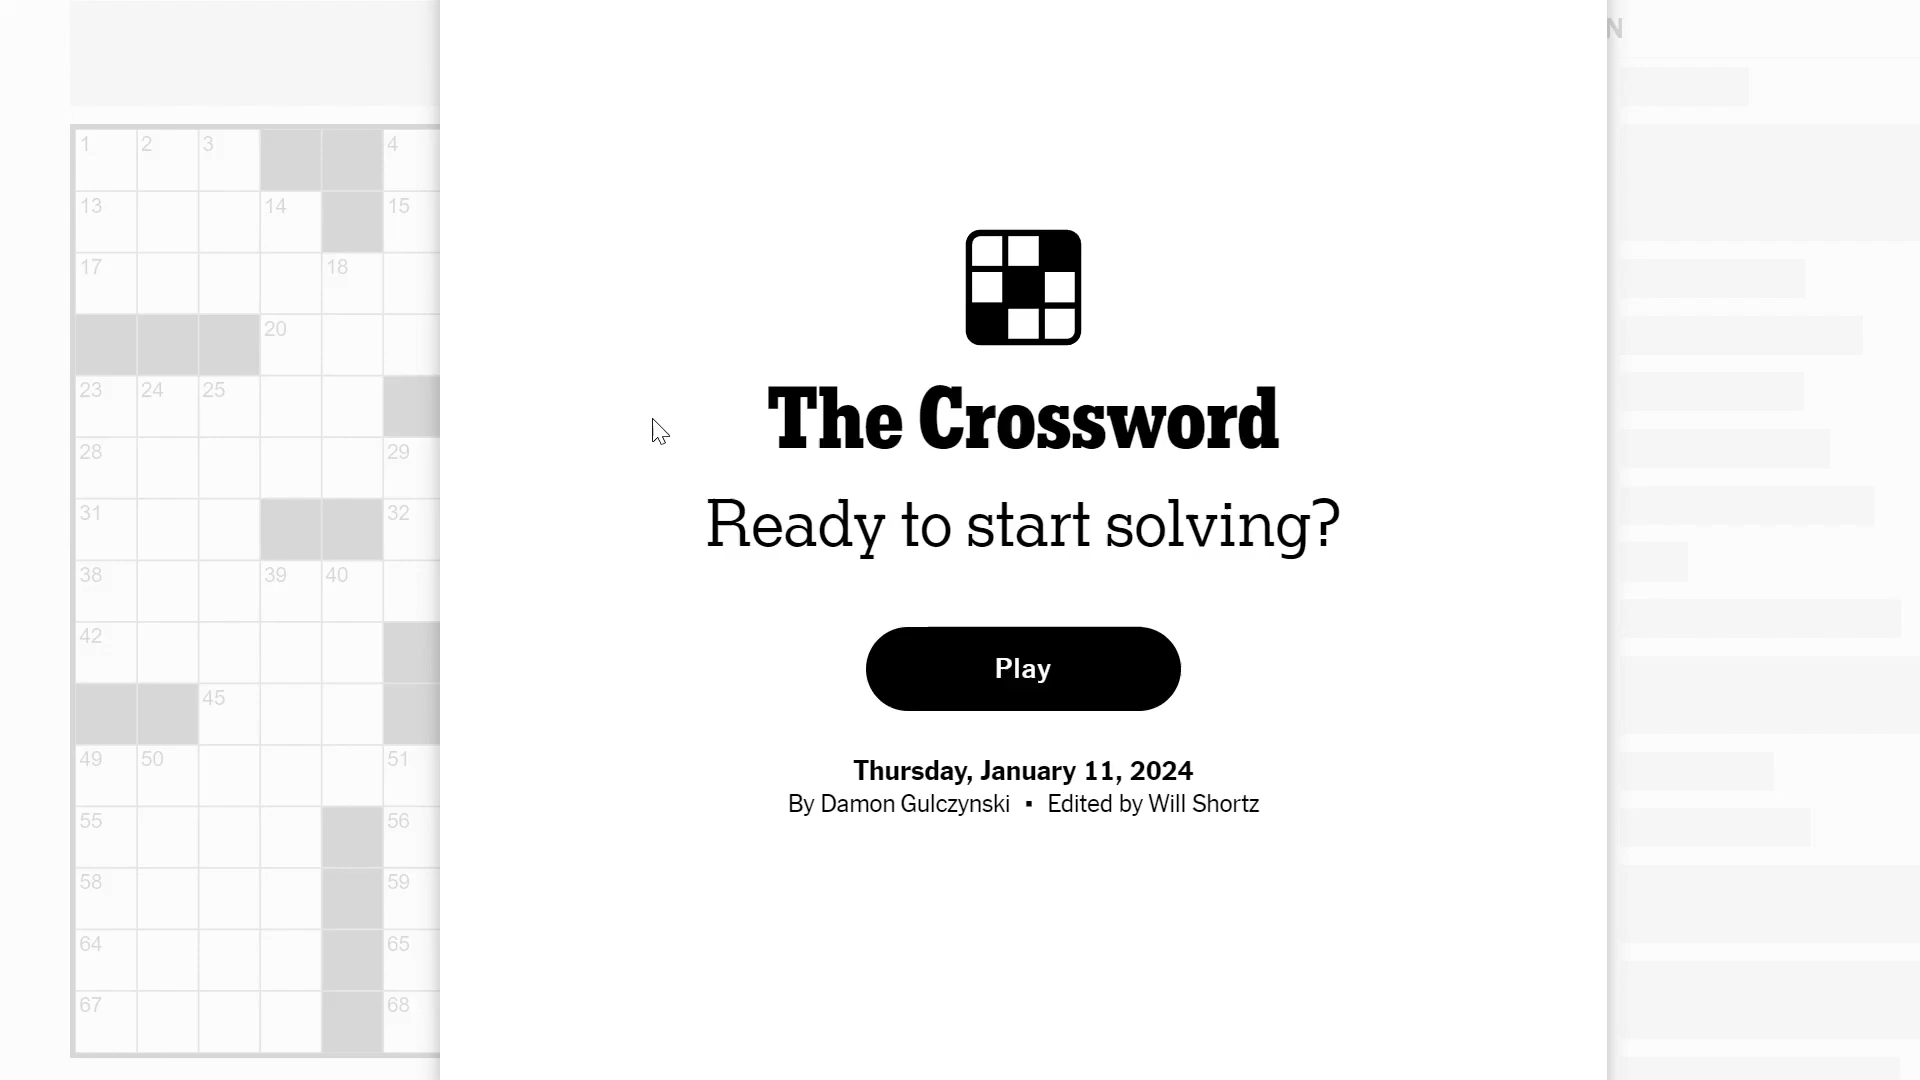 N
1 2 3 4
13 14 15
17 18
20
23 24 25
28 29
31 32
38 39 40
42
45
49 50 51
55 56
58 59
64 65
67 68
The Crossword
Ready to start solving?
Play
Thursday, January 11, 2024
By Damon Gulczynski ▪ Edited by Will Shortz